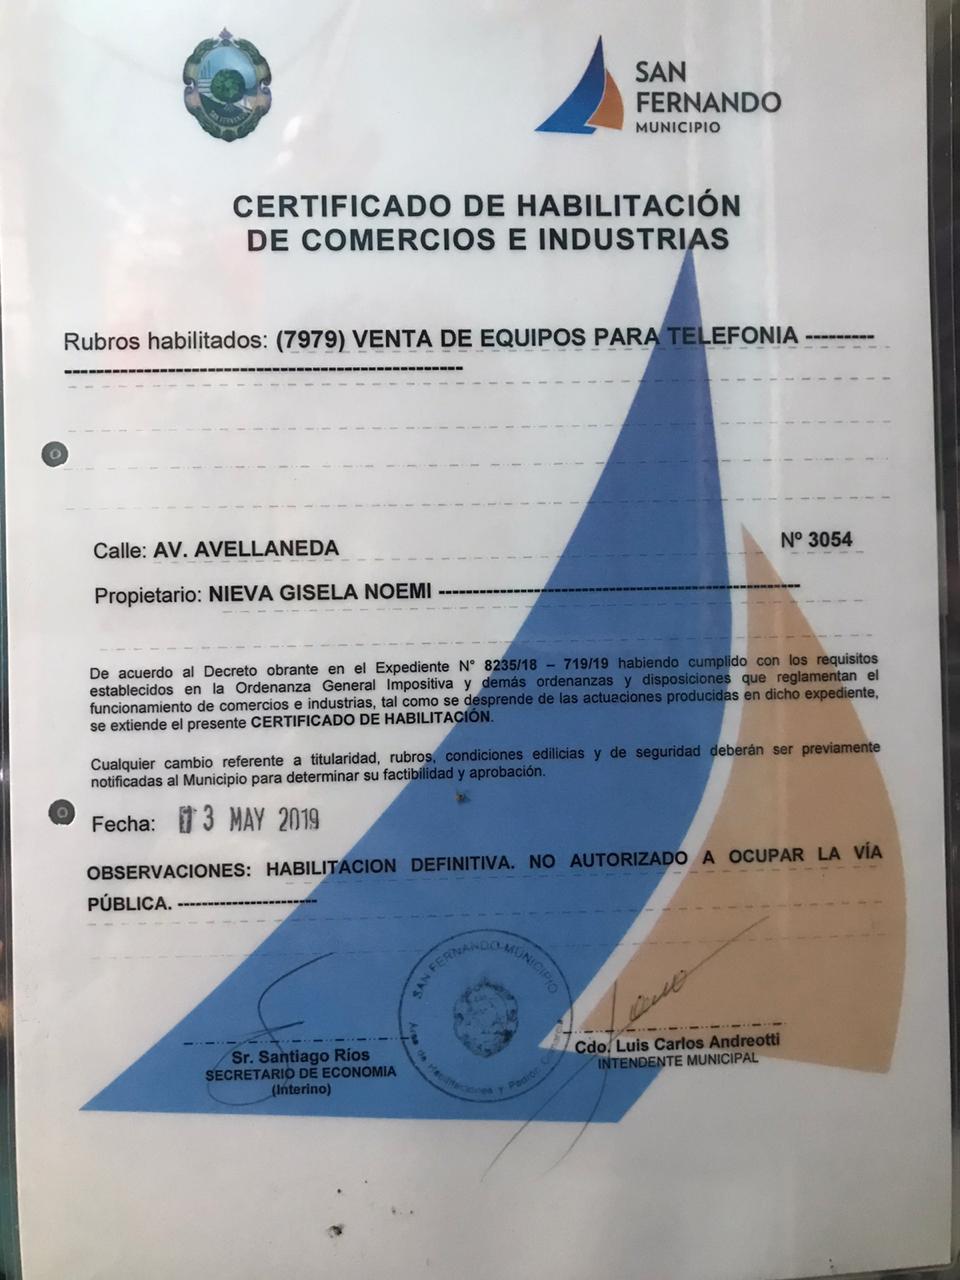 SAN FERNANDO
SAN
FERNANDO
MUNICIPIO
CERTIFICADO DE HABILITACIÓN
DE COMERCIOS E INDUSTRIAS
Rubros habilitados: (7979) VENTA DE EQUIPOS PARA TELEFONIA ---------
--------------------------------------------------
Calle: AV. AVELLANEDA Nº 3054
Propietario: NIEVA GISELA NOEMI ------------------------------------------------
De acuerdo al Decreto obrante en el Expediente N° 8235/18 – 719/19 habiendo cumplido con los requisitos
establecidos en la Ordenanza General Impositiva y demás ordenanzas y disposiciones que reglamentan el
funcionamiento de comercios e industrias, tal como se desprende de las actuaciones producidas en dicho expediente,
se extiende el presente CERTIFICADO DE HABILITACIÓN.
Cualquier cambio referente a titularidad, rubros, condiciones edilicias y de seguridad deberán ser previamente
notificadas al Municipio para determinar su factibilidad y aprobación.
Fecha: 13 MAY 2019
OBSERVACIONES: HABILITACION DEFINITIVA. NO AUTORIZADO A OCUPAR LA VÍA
PÚBLICA. -----------------------
SAN FERNANDO MUNICIPIO
Area de Habilitaciones y Padrón
Sr. Santiago Ríos
SECRETARIO DE ECONOMIA
(Interino)
Cdo. Luis Carlos Andreotti
INTENDENTE MUNICIPAL